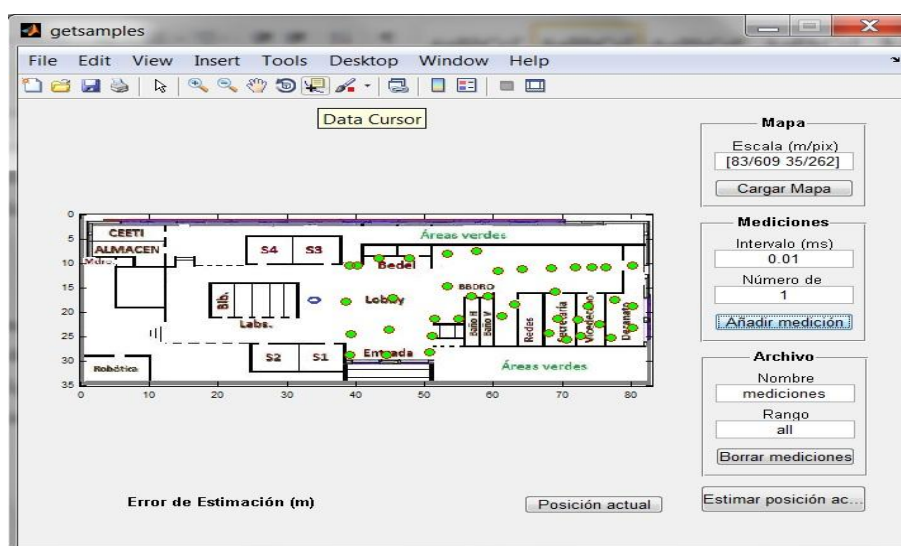 getsamples
File Edit View Insert Tools Desktop Window Help
Data Cursor
Mapa
Escala (m/pix)
[83/609 35/262]
Cargar Mapa
Mediciones
Intervalo (ms)
0.01
Número de
1
Añadir medición
Archivo
Nombre
mediciones
Rango
all
Borrar mediciones
Estimar posición ac...
Posición actual
Error de Estimación (m)
0
5
10
15
20
25
30
35
0 10 20 30 40 50 60 70 80
CEETI
ALMACEN
S4 S3
Áreas verdes
Bedel
Bib.
Lobby
Labs.
Baño H
Baño V
Redes
Secretaría
Vicedecano
Decanato
S2 S1
Entrada
Robótica
Áreas verdes